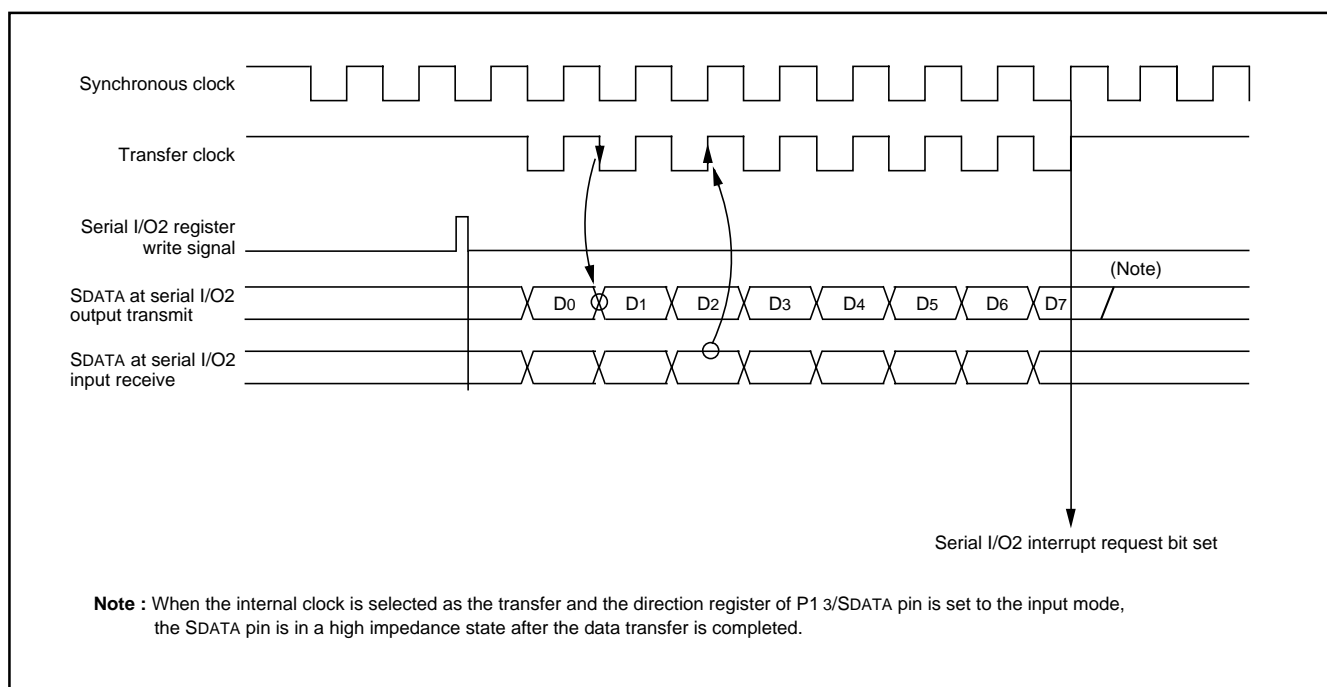 Synchronous clock
Transfer clock
Serial I/O2 register
write signal
(Note)
SDATA at serial I/O2
output transmit
D0 D1 D2 D3 D4 D5 D6 D7
SDATA at serial I/O2
input receive
Serial I/O2 interrupt request bit set
Note : When the internal clock is selected as the transfer and the direction register of P1 3/SDATA pin is set to the input mode,
the SDATA pin is in a high impedance state after the data transfer is completed.